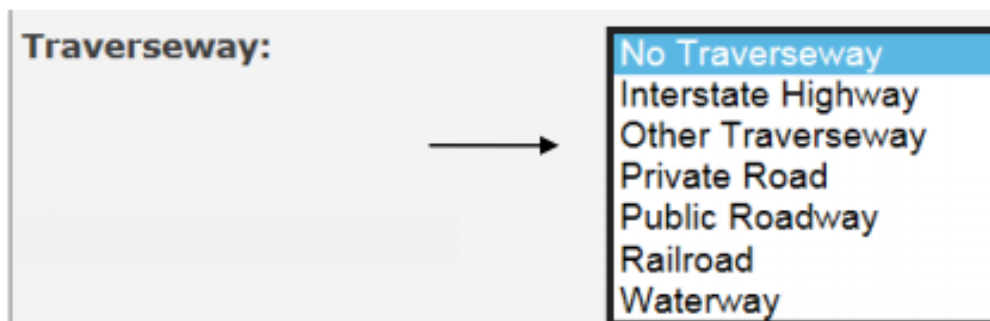 Traverseway:
No Traverseway
Interstate Highway
Other Traverseway
Private Road
Public Roadway
Railroad
Waterway